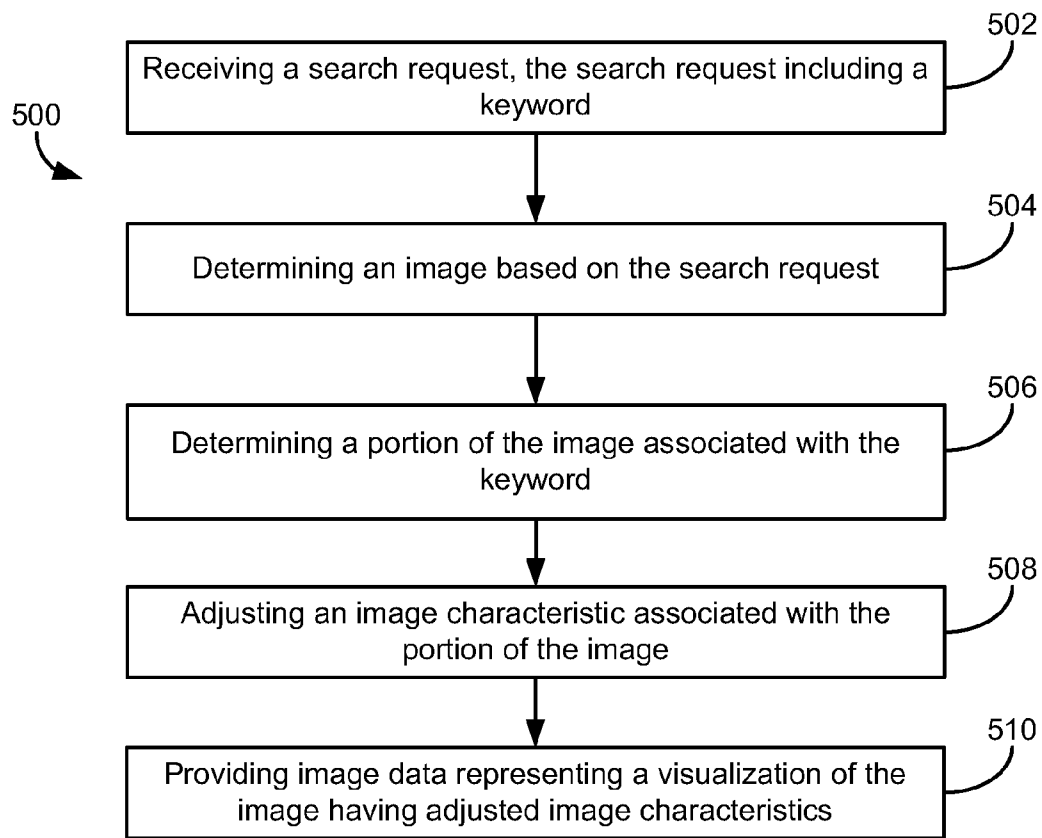 502
Receiving a search request, the search request including a
keyword
500
504
Determining an image based on the search request
506
Determining a portion of the image associated with the
keyword
508
Adjusting an image characteristic associated with the
portion of the image
510
Providing image data representing a visualization of the
image having adjusted image characteristics